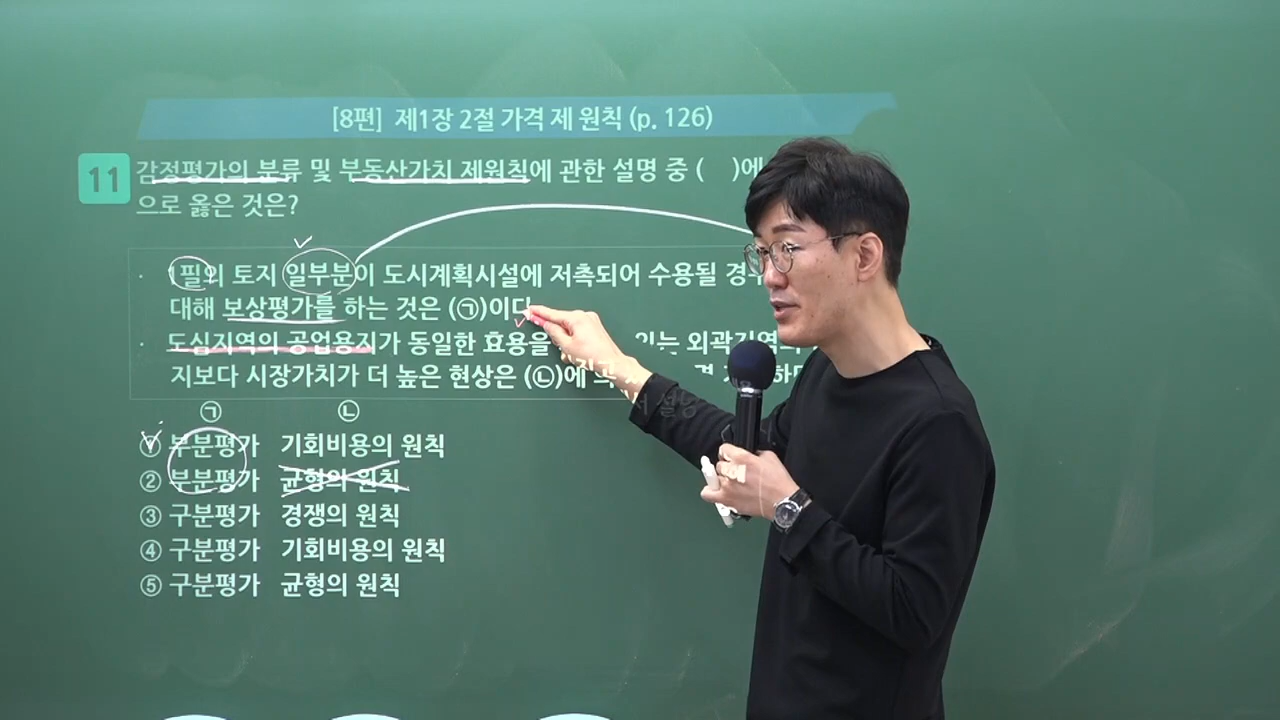 [8편] 제1장 2절 가격 제 원칙 (p. 126)
11 감정평가의 분류 및 부동산가치 제원칙에 관한 설명 중 ( )에
으로 옳은 것은?
· 1필의 토지 일부분이 도시계획시설에 저촉되어 수용될 경우
대해 보상평가를 하는 것은 (㉠)이다
· 도심지역의 공업용지가 동일한 효용을 외곽지역의
지보다 시장가치가 더 높은 현상은 (㉡)에
㉠ ㉡
① 부분평가 기회비용의 원칙
② 부분평가 균형의 원칙
③ 구분평가 경쟁의 원칙
④ 구분평가 기회비용의 원칙
⑤ 구분평가 균형의 원칙